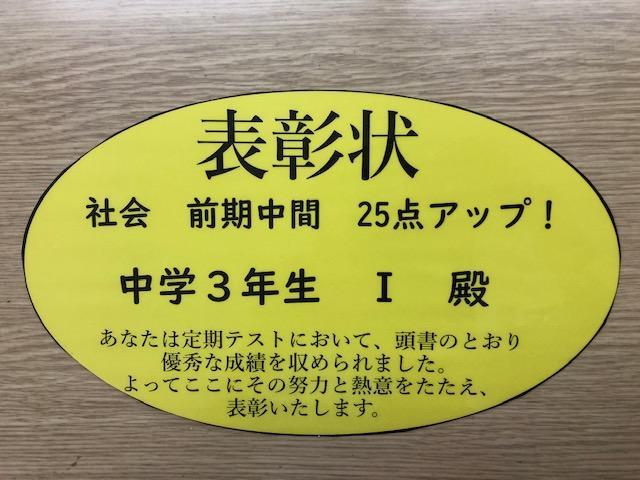 表彰状
社会　前期中間　25点アップ！
中学３年生　Ｉ　殿
あなたは定期テストにおいて、頭書のとおり
優秀な成績を収められました。
よってここにその努力と熱意をたたえ、
表彰いたします。